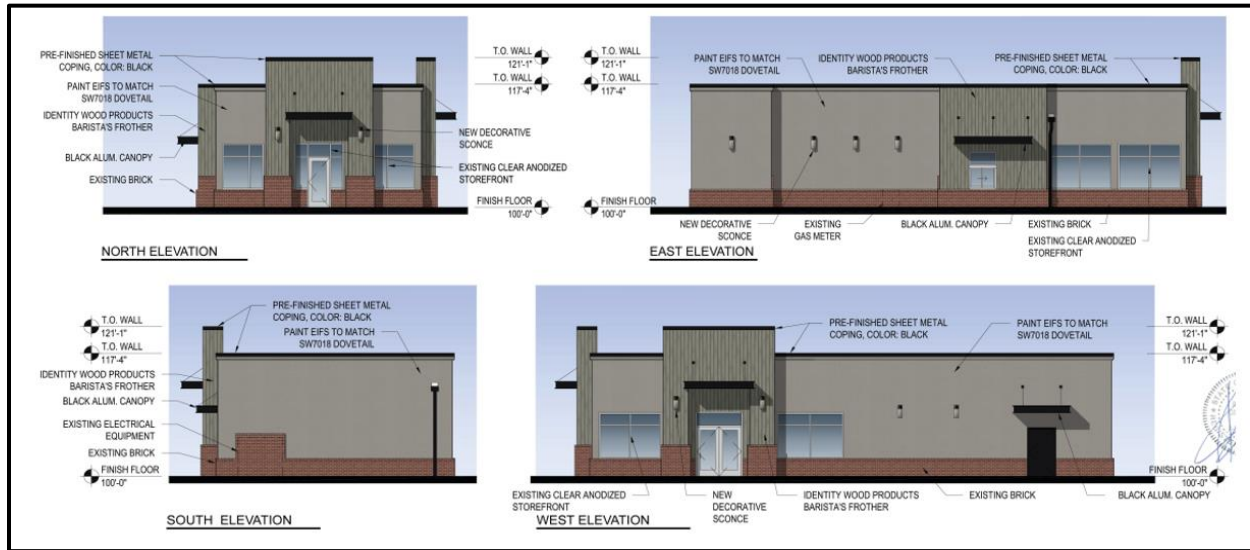 PRE-FINISHED SHEET METAL
COPING, COLOR: BLACK
PAINT EIFS TO MATCH
SW7018 DOVETAIL
IDENTITY WOOD PRODUCTS
BARISTA'S FROTHER
BLACK ALUM. CANOPY
EXISTING BRICK
T.O. WALL
121'-1"
T.O. WALL
117'-4"
NEW DECORATIVE
SCONCE
EXISTING CLEAR ANODIZED
STOREFRONT
FINISH FLOOR
100'-0"
NORTH ELEVATION
EAST
T.O. WALL
121'-1"
T.O. WALL
117'-4"
FINISH FLOOR
100'-0"
PAINT EIFS TO MATCH
SW7018 DOVETAIL
IDENTITY WOOD PRODUCTS
BARISTA'S FROTHER
PRE-FINISHED SHEET METAL
COPING, COLOR: BLACK
NEW DECORATIVE
SCONCE
EXISTING
GAS METER
BLACK ALUM. CANOPY
EXISTING BRICK
EXISTING CLEAR ANODIZED
STOREFRONT
EAST ELEVATION
T.O. WALL
121'-1"
T.O. WALL
117'-4"
PRE-FINISHED SHEET METAL
COPING, COLOR: BLACK
PAINT EIFS TO MATCH
SW7018 DOVETAIL
IDENTITY WOOD PRODUCTS
BARISTA'S FROTHER
BLACK ALUM. CANOPY
EXISTING ELECTRICAL
EQUIPMENT
EXISTING BRICK
FINISH FLOOR
100'-0"
SOUTH ELEVATION
PRE-FINISHED SHEET METAL
COPING, COLOR: BLACK
PAINT EIFS TO MATCH
SW7018 DOVETAIL
T.O. WALL
121'-1"
T.O. WALL
117'-4"
FINISH FLOOR
100'-0"
EXISTING CLEAR ANODIZED
STOREFRONT
NEW
DECORATIVE
SCONCE
IDENTITY WOOD PRODUCTS
BARISTA'S FROTHER
EXISTING BRICK
BLACK ALUM. CANOPY
WEST ELEVATION